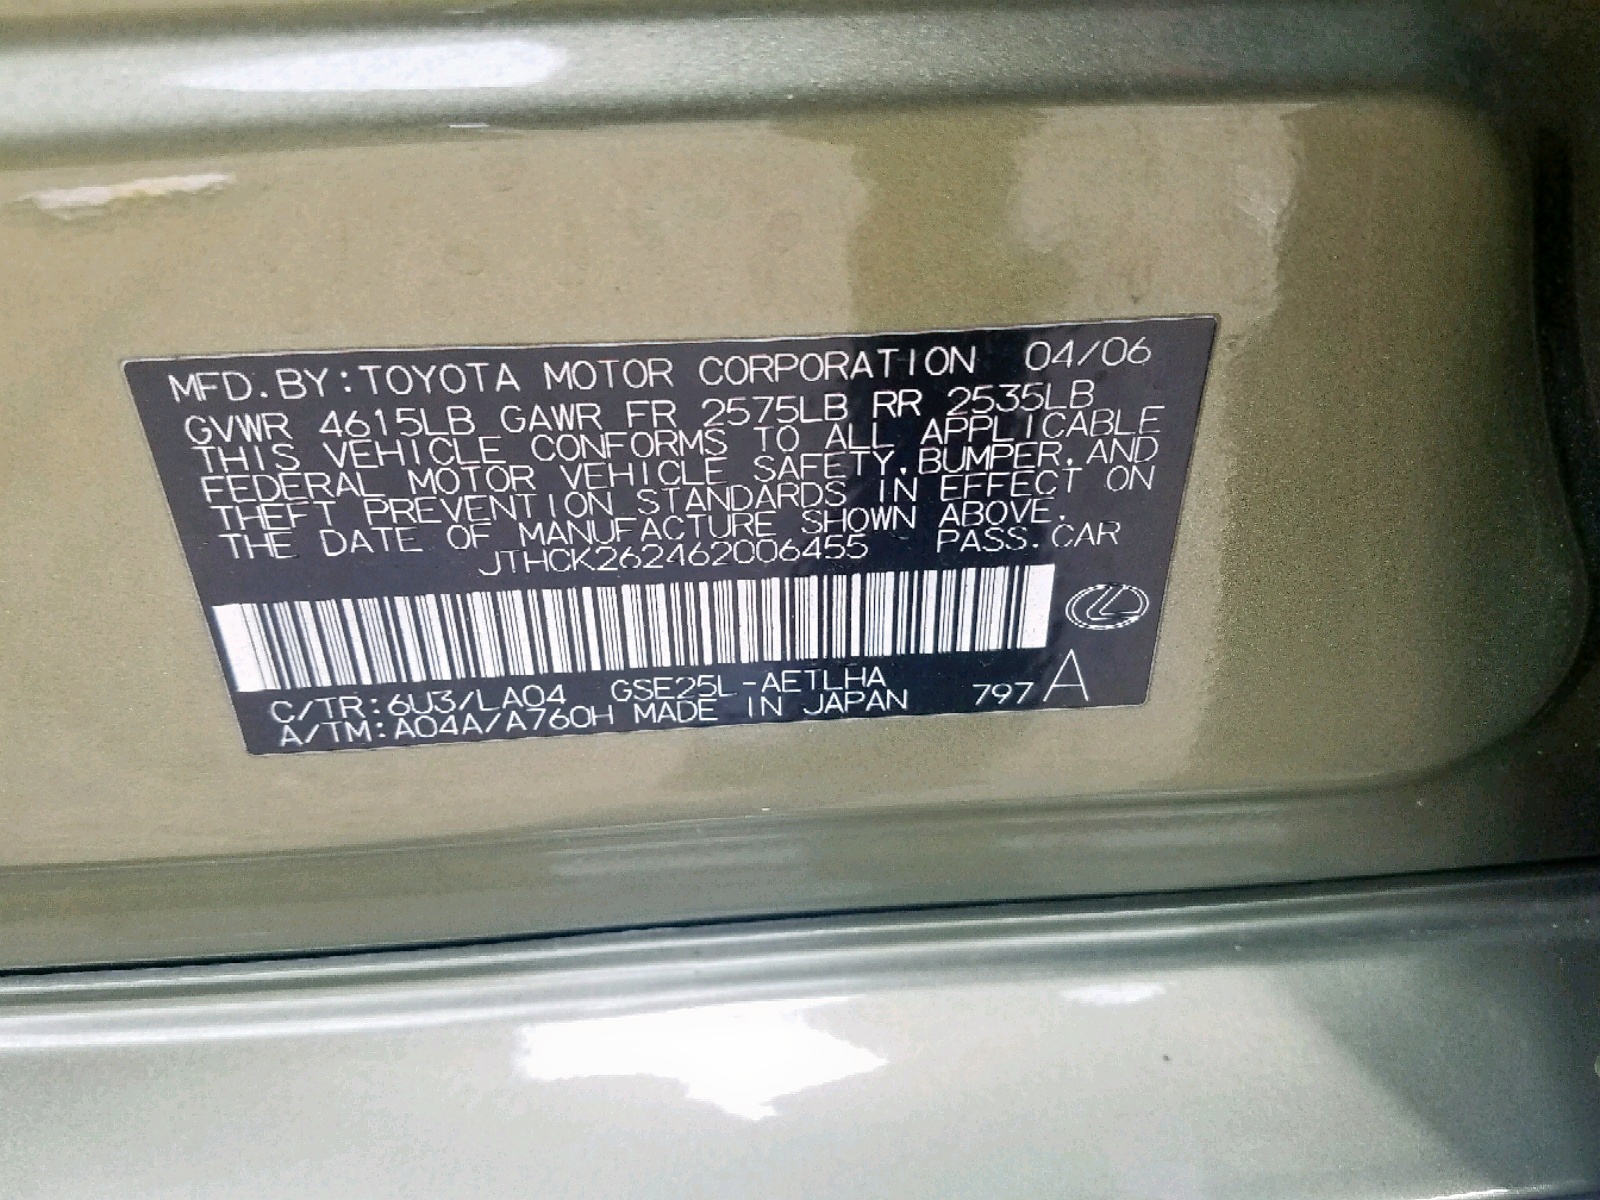 MFD.BY:TOYOTA MOTOR CORPORATION 04/06
GVWR 4615LB GAWR FR 2575LB RR 2535LB
THIS VEHICLE CONFORMS TO ALL APPLICABLE
FEDERAL MOTOR VEHICLE SAFETY,BUMPER,AND
THEFT PREVENTION STANDARDS IN EFFECT ON
THE DATE OF MANUFACTURE SHOWN ABOVE.
JTHCK262462006455 PASS.CAR
C/TR:6U3/LA04 GSE25L-AETLHA
A/TM:A04A/A760H MADE IN JAPAN 797A